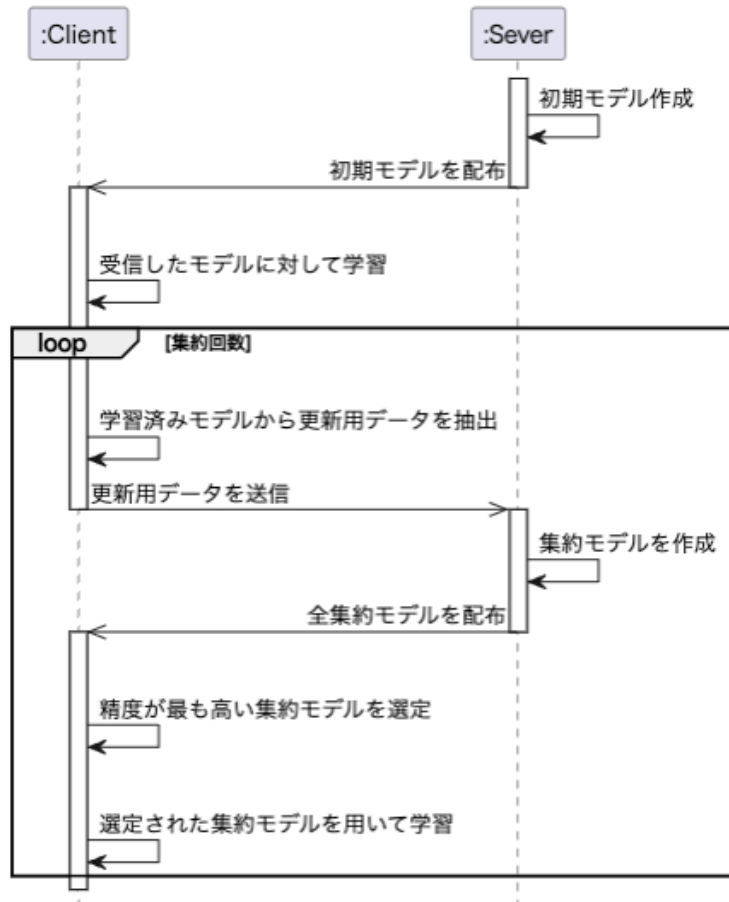 :Client
:Sever
初期モデル作成
初期モデルを配布
受信したモデルに対して学習
loop
[集約回数]
学習済みモデルから更新用データを抽出
更新用データを送信
集約モデルを作成
全集約モデルを配布
精度が最も高い集約モデルを選定
選定された集約モデルを用いて学習